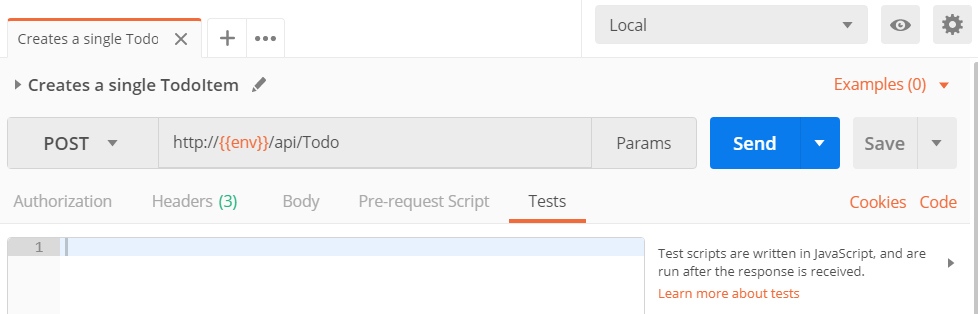 Creates a single Todo
Local
Creates a single TodoItem
Examples (0)
POST
http://{{env}}/api/Todo
Params
Send
Save
Authorization
Headers (3)
Body
Pre-request Script
Tests
Cookies
Code
1
Test scripts are written in JavaScript, and are
run after the response is received.
Learn more about tests